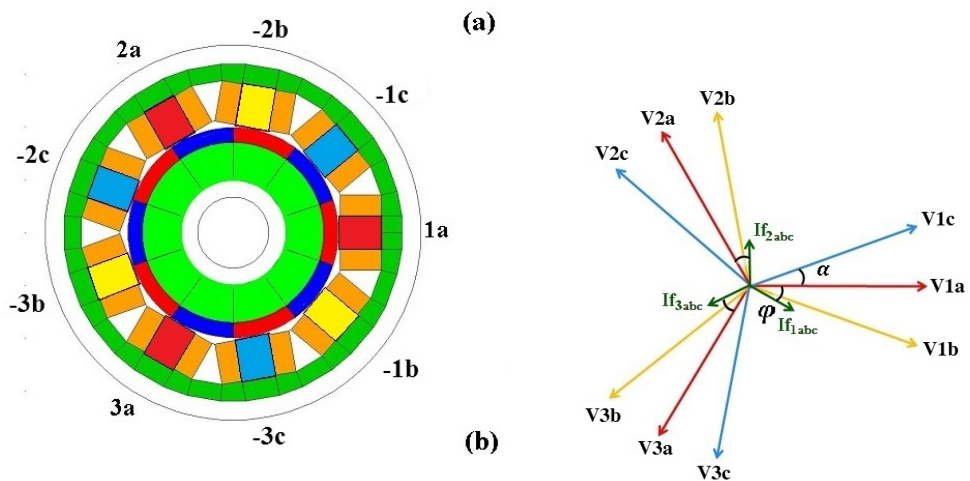 (a)
-2b
2a
-1c
-2c
1a
-3b
-1b
3a
-3c
(b)
V2b
V2a
V2c
V1c
If2abc
α
V1a
If3abc
φ
If1abc
V1b
V3b
V3a
V3c